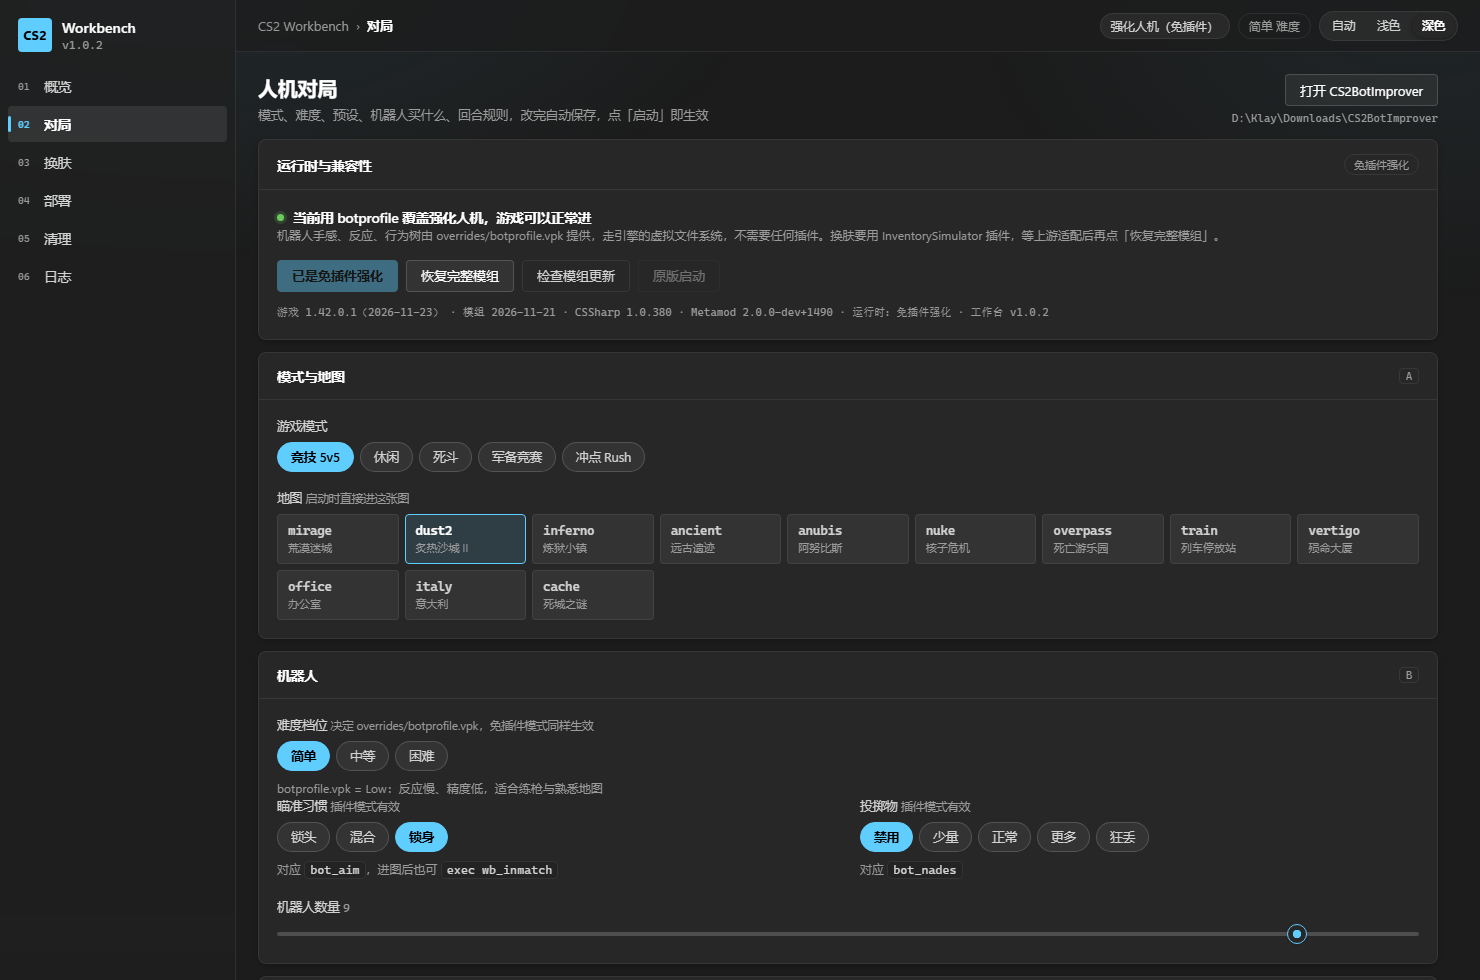 CS2 Workbench
v1.0.2
01 概览
02 对局
03 换肤
04 部署
05 清理
06 日志
CS2 Workbench › 对局
强化人机（免插件） 简单 难度 自动 浅色 深色
人机对局
模式、难度、预设、机器人买什么、回合规则，改完自动保存，点「启动」即生效
打开 CS2BotImprover
D:\Klay\Downloads\CS2BotImprover
运行时与兼容性
免插件强化
当前用 botprofile 覆盖强化人机，游戏可以正常进
机器人手感、反应、行为树由 overrides/botprofile.vpk 提供，走引擎的虚拟文件系统，不需要任何插件。换肤要用 InventorySimulator 插件，等上游适配后再点「恢复完整模组」。
已是免插件强化 恢复完整模组 检查模组更新 原版启动
游戏 1.42.0.1（2026-11-23） · 模组 2026-11-21 · CSSharp 1.0.380 · Metamod 2.0.0-dev+1490 · 运行时：免插件强化 · 工作台 v1.0.2
模式与地图
A
游戏模式
竞技 5v5 休闲 死斗 军备竞赛 冲点 Rush
地图 启动时直接进这张图
mirage dust2 inferno ancient anubis nuke overpass train vertigo
荒漠迷城 炙热沙城 II 炼狱小镇 远古遗迹 阿努比斯 核子危机 死亡游乐园 列车停放站 殒命大厦
office italy cache
办公室 意大利 死城之谜
机器人
B
难度档位 决定 overrides/botprofile.vpk，免插件模式同样生效
简单 中等 困难
botprofile.vpk = Low：反应慢、精度低，适合练枪与熟悉地图
瞄准习惯 插件模式有效
锁头 混合 锁身
对应 bot_aim ，进图后也可 exec wb_inmatch
投掷物 插件模式有效
禁用 少量 正常 更多 狂丢
对应 bot_nades
机器人数量 9